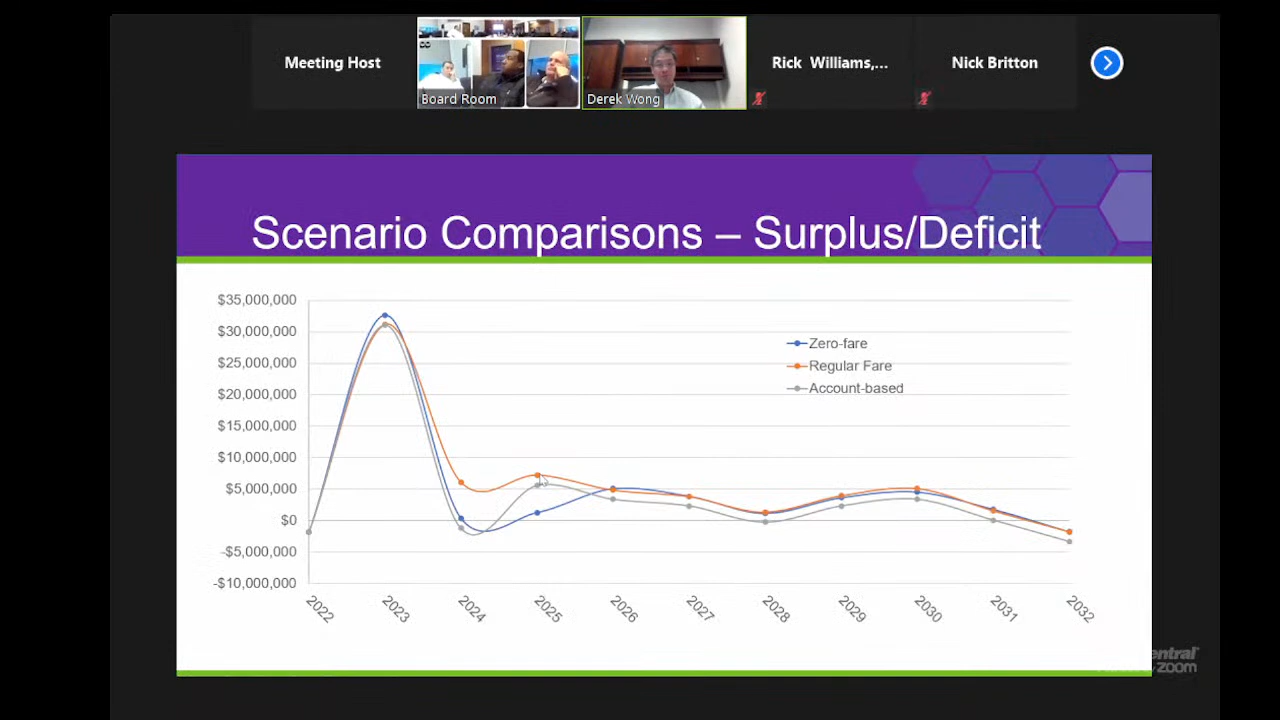 Meeting Host
Board Room
Derek Wong
Rick Williams,...
Nick Britton
Scenario Comparisons – Surplus/Deficit
$35,000,000
$30,000,000
$25,000,000
$20,000,000
$15,000,000
$10,000,000
$5,000,000
$0
-$5,000,000
-$10,000,000
Zero-fare
Regular Fare
Account-based
2022
2023
2024
2025
2026
2027
2028
2029
2030
2031
2032
zoom